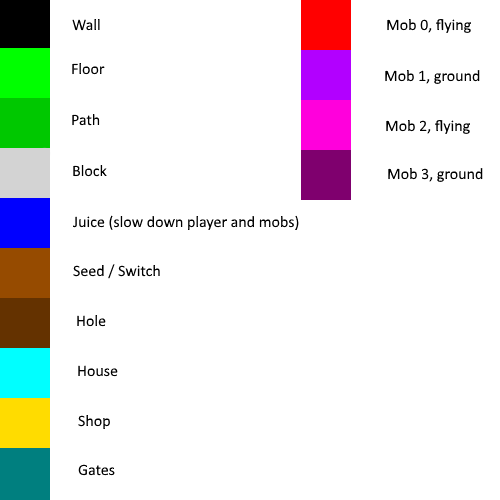 Wall
Floor
Path
Block
Juice (slow down player and mobs)
Seed / Switch
Hole
House
Shop
Gates
Mob 0, flying
Mob 1, ground
Mob 2, flying
Mob 3, ground